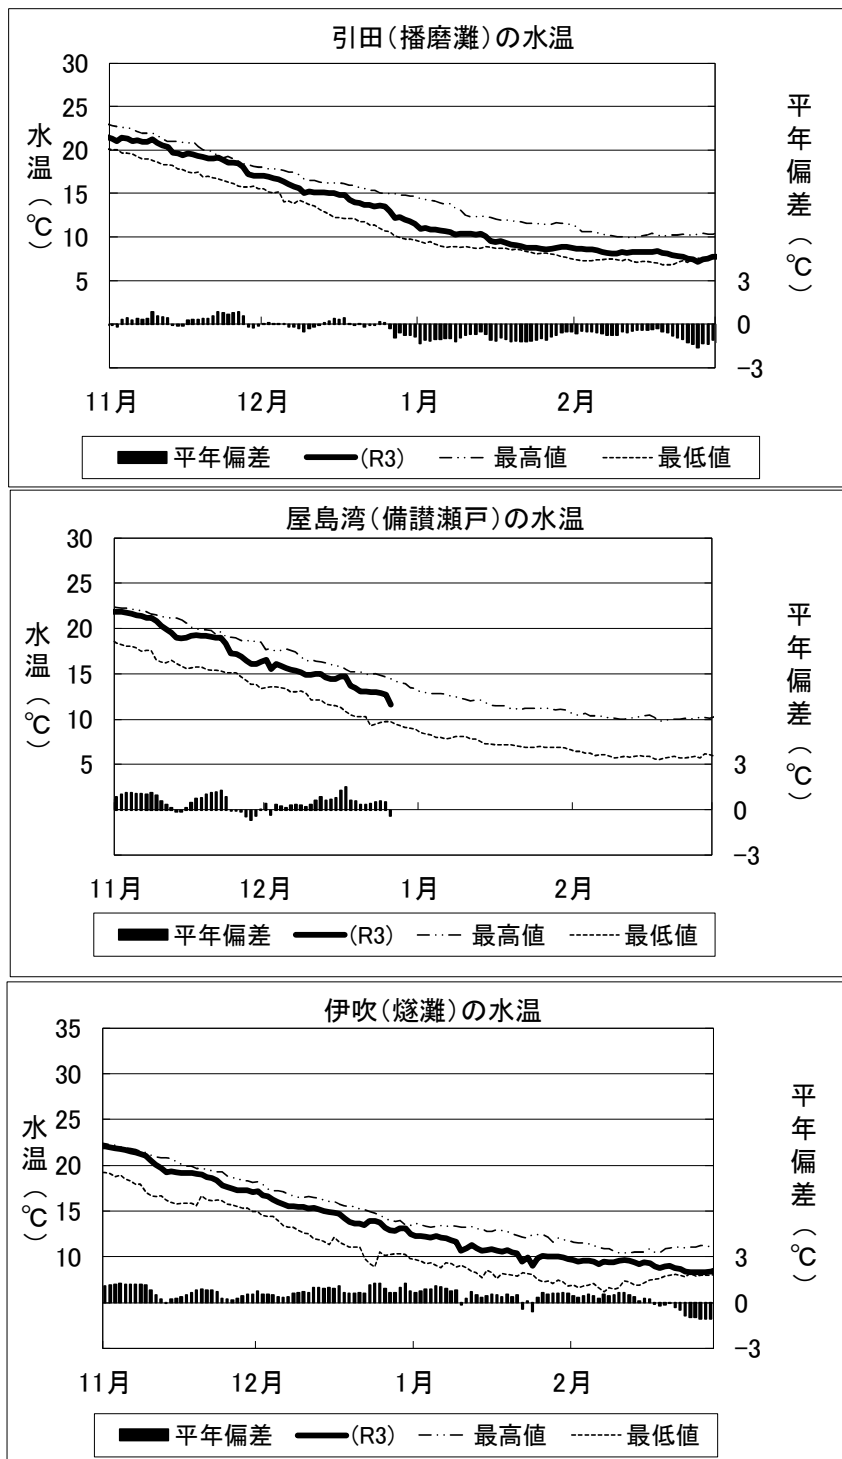 引田（播磨灘）の水温
30
25
20
15
10
5
水温（℃）
平年偏差（℃）
3
0
−3
11月 12月 1月 2月
平年偏差 (R3) 最高値 最低値
屋島湾（備讃瀬戸）の水温
30
25
20
15
10
5
水温（℃）
平年偏差（℃）
3
0
−3
11月 12月 1月 2月
平年偏差 (R3) 最高値 最低値
伊吹（燧灘）の水温
35
30
25
20
15
10
水温（℃）
平年偏差（℃）
3
0
−3
11月 12月 1月 2月
平年偏差 (R3) 最高値 最低値